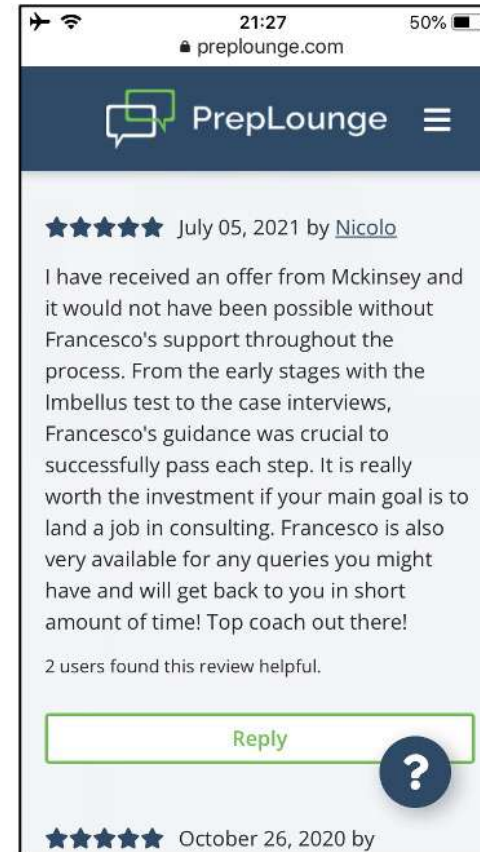 21:27
50%
preplounge.com
PrepLounge
July 05, 2021 by Nicolo
I have received an offer from Mckinsey and
it would not have been possible without
Francesco's support throughout the
process. From the early stages with the
Imbellus test to the case interviews,
Francesco's guidance was crucial to
successfully pass each step. It is really
worth the investment if your main goal is to
land a job in consulting. Francesco is also
very available for any queries you might
have and will get back to you in short
amount of time! Top coach out there!
2 users found this review helpful.
Reply
?
October 26, 2020 by